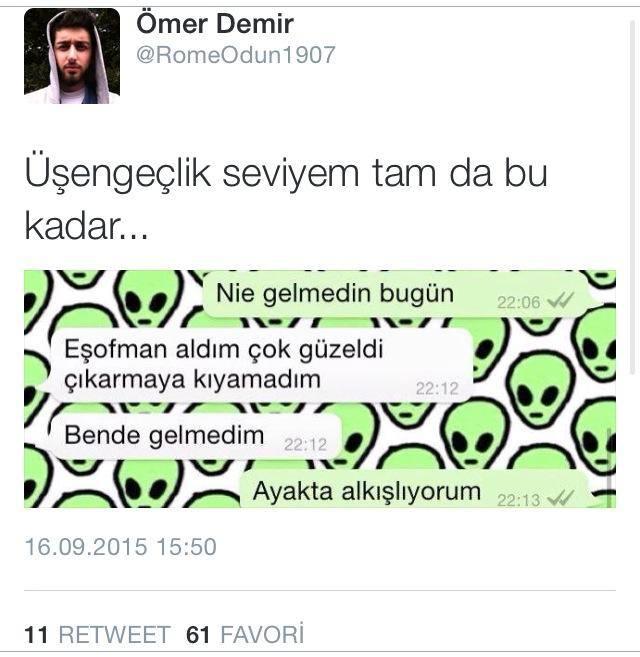 Ömer Demir
@RomeOdun1907
Üşengeçlik seviyem tam da bu
kadar...
Nie gelmedin bugün 22:06
Eşofman aldım çok güzeldi
çıkarmaya kıyamadım 22:12
Bende gelmedim 22:12
Ayakta alkışlıyorum 22:13
16.09.2015 15:50
11 RETWEET 61 FAVORİ